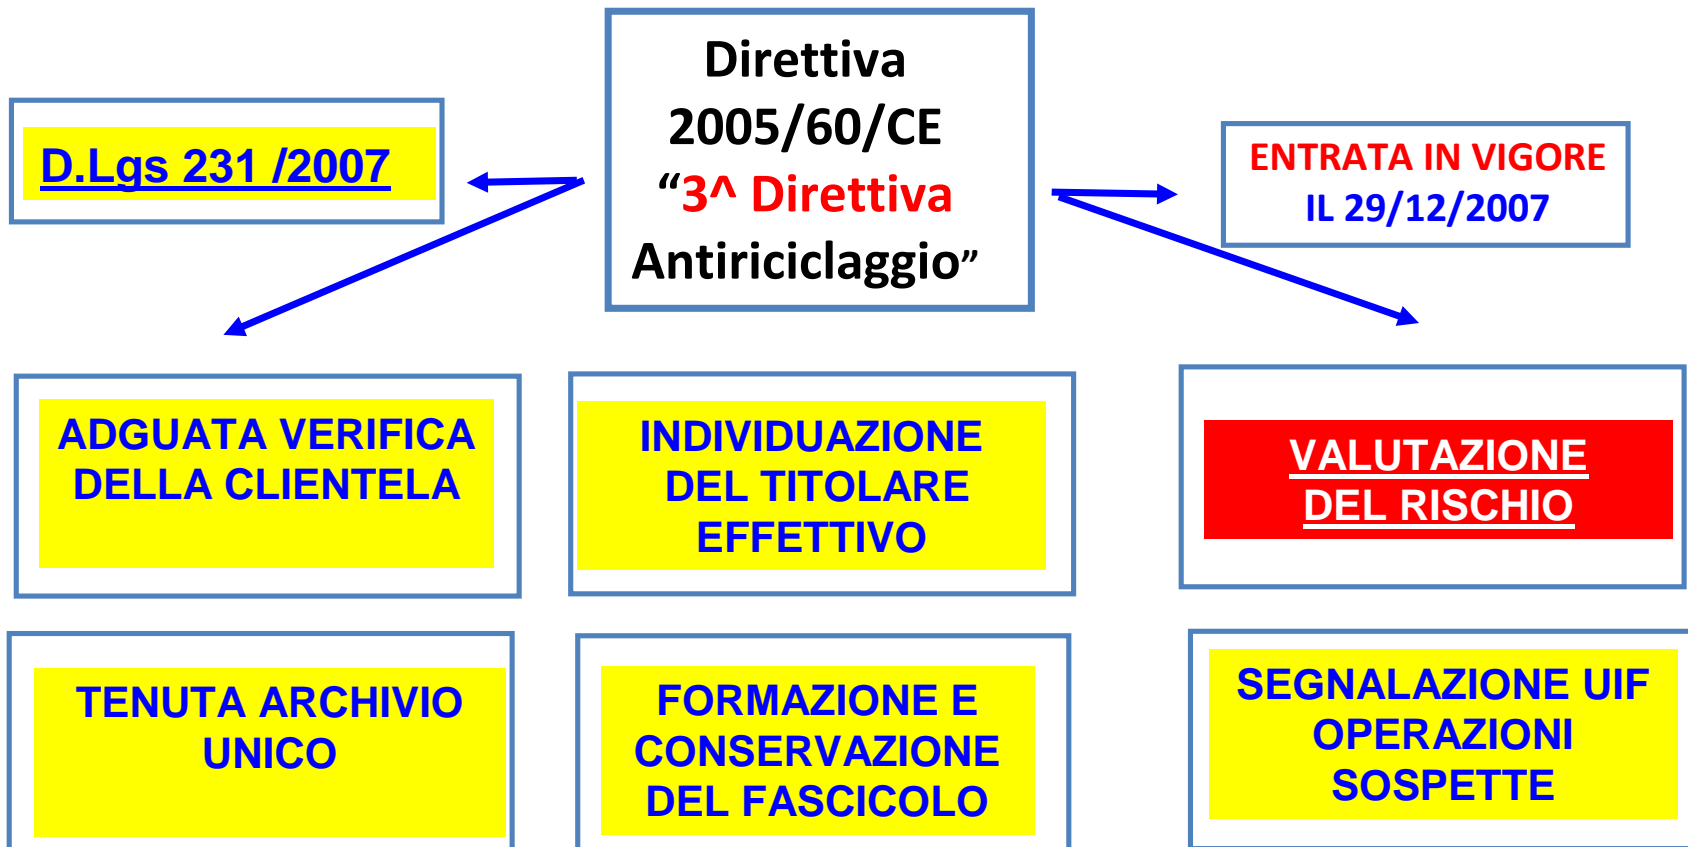 Direttiva
2005/60/CE
“3^ Direttiva
Antiriciclaggio”
D.Lgs 231 /2007
ENTRATA IN VIGORE
IL 29/12/2007
ADGUATA VERIFICA
DELLA CLIENTELA
INDIVIDUAZIONE
DEL TITOLARE
EFFETTIVO
VALUTAZIONE
DEL RISCHIO
TENUTA ARCHIVIO
UNICO
FORMAZIONE E
CONSERVAZIONE
DEL FASCICOLO
SEGNALAZIONE UIF
OPERAZIONI
SOSPETTE